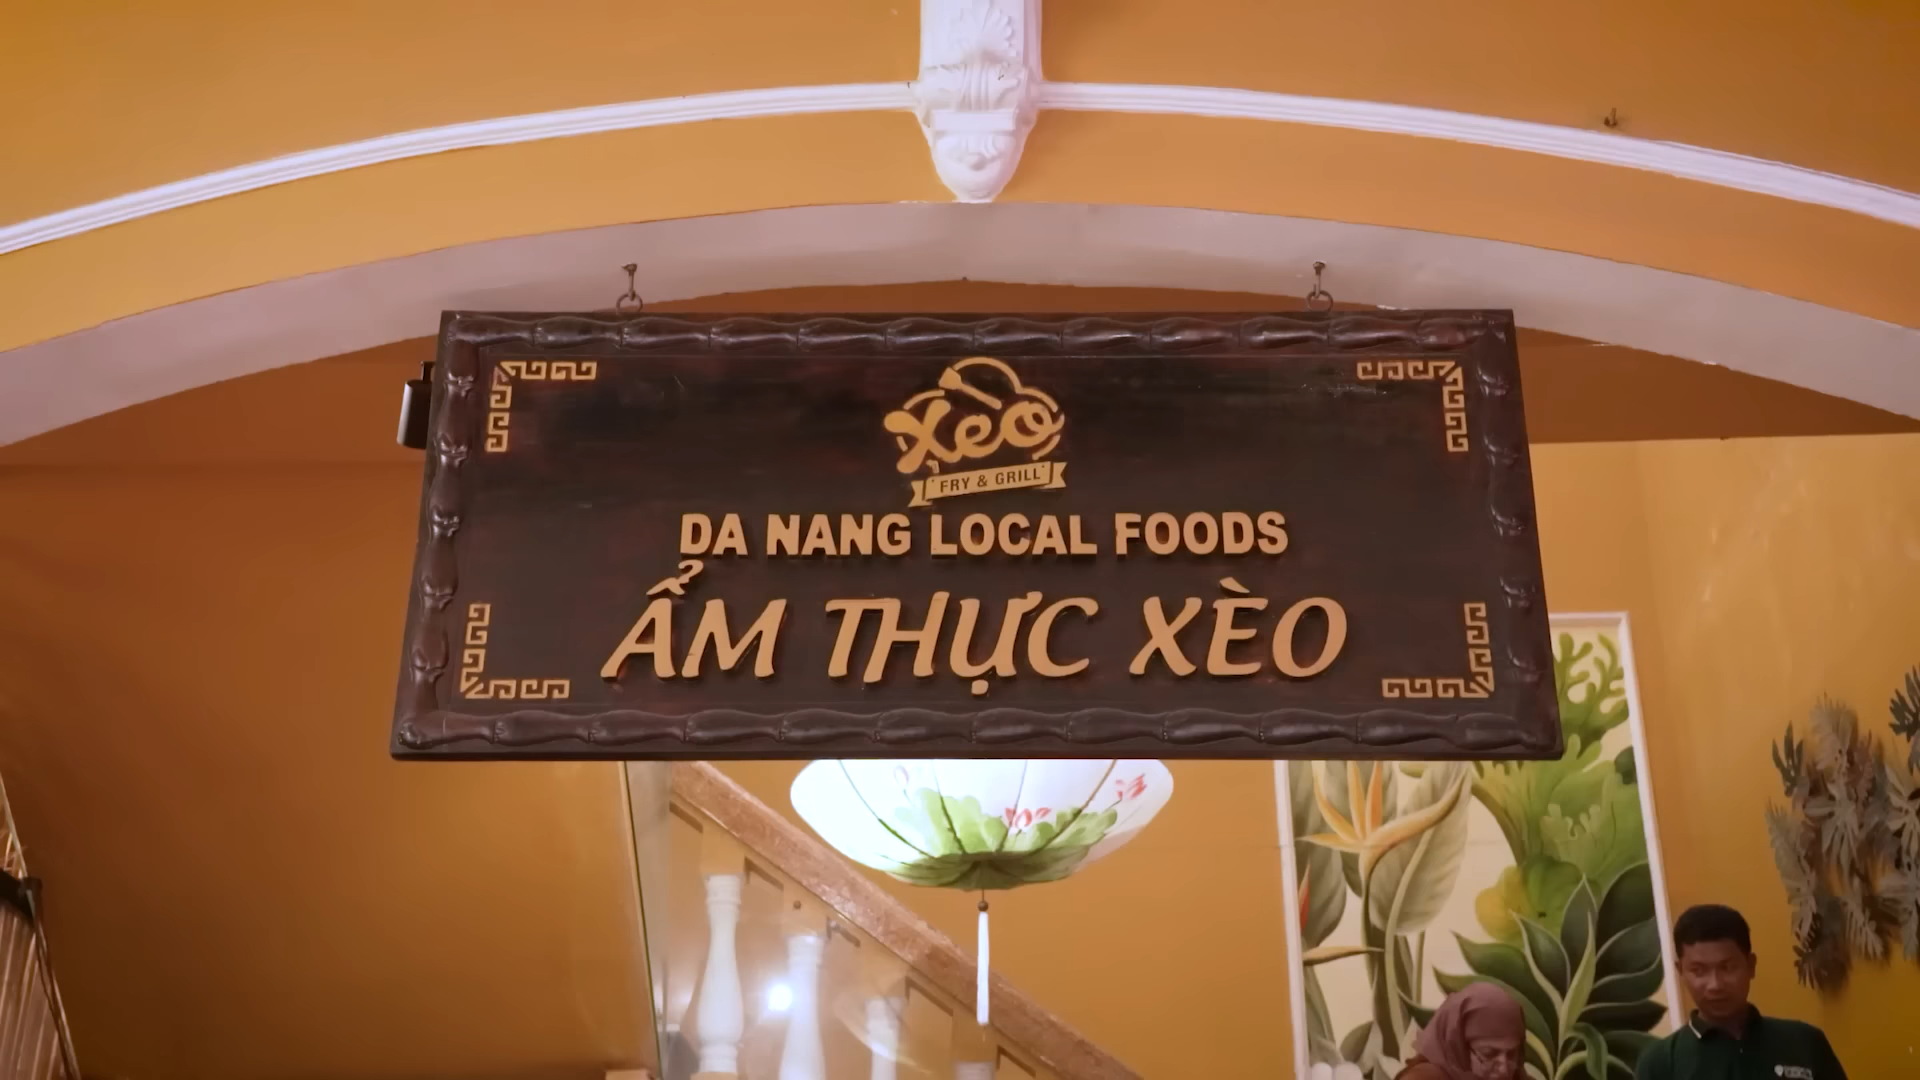 Xèo
FRY & GRILL
DA NANG LOCAL FOODS
ẨM THỰC XÈO